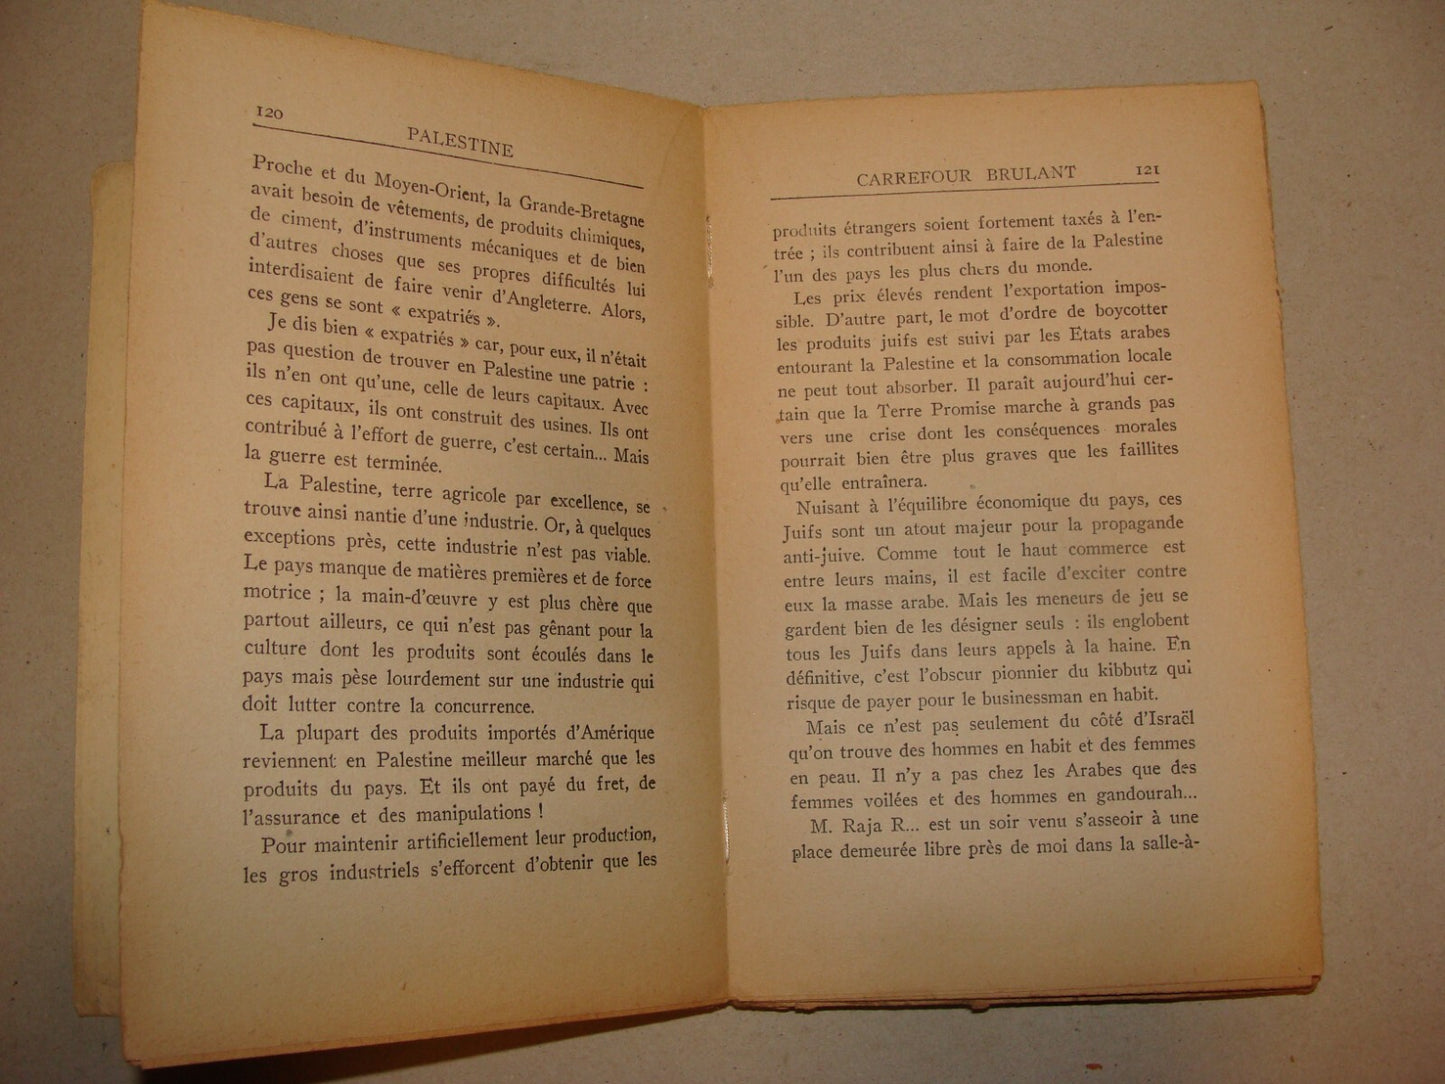 120
PALESTINE
Proche et du Moyen-Orient, la Grande-Bretagne
avait besoin de vêtements, de produits chimiques,
de ciment, d'instruments mécaniques et de bien
d'autres choses que ses propres difficultés lui
interdisaient de faire venir d'Angleterre. Alors,
ces gens se sont « expatriés ».
Je dis bien « expatriés » car, pour eux, il n'était
pas question de trouver en Palestine une patrie :
ils n'en ont qu'une, celle de leurs capitaux. Avec
ces capitaux, ils ont construit des usines. Ils ont
contribué à l'effort de guerre, c'est certain... Mais
la guerre est terminée.
La Palestine, terre agricole par excellence, se
trouve ainsi nantie d'une industrie. Or, à quelques
exceptions près, cette industrie n'est pas viable.
Le pays manque de matières premières et de force
motrice ; la main-d'œuvre y est plus chère que
partout ailleurs, ce qui n'est pas gênant pour la
culture dont les produits sont écoulés dans le
pays mais pèse lourdement sur une industrie qui
doit lutter contre la concurrence.
La plupart des produits importés d'Amérique
reviennent en Palestine meilleur marché que les
produits du pays. Et ils ont payé du fret, de
l'assurance et des manipulations !
Pour maintenir artificiellement leur production,
les gros industriels s'efforcent d'obtenir que les
CARREFOUR BRULANT
121
produits étrangers soient fortement taxés à l'en-
trée ; ils contribuent ainsi à faire de la Palestine
l'un des pays les plus chers du monde.
Les prix élevés rendent l'exportation impos-
sible. D'autre part, le mot d'ordre de boycotter
les produits juifs est suivi par les Etats arabes
entourant la Palestine et la consommation locale
ne peut tout absorber. Il paraît aujourd'hui cer-
tain que la Terre Promise marche à grands pas
vers une crise dont les conséquences morales
pourrait bien être plus graves que les faillites
qu'elle entraînera.
Nuisant à l'équilibre économique du pays, ces
Juifs sont un atout majeur pour la propagande
anti-juive. Comme tout le haut commerce est
entre leurs mains, il est facile d'exciter contre
eux la masse arabe. Mais les meneurs de jeu se
gardent bien de les désigner seuls : ils englobent
tous les Juifs dans leurs appels à la haine. En
définitive, c'est l'obscur pionnier du kibbutz qui
risque de payer pour le businessman en habit.
Mais ce n'est pas seulement du côté d'Israël
qu'on trouve des hommes en habit et des femmes
en peau. Il n'y a pas chez les Arabes que des
femmes voilées et des hommes en gandourah...
M. Raja R... est un soir venu s'asseoir à une
place demeurée libre près de moi dans la salle-à-